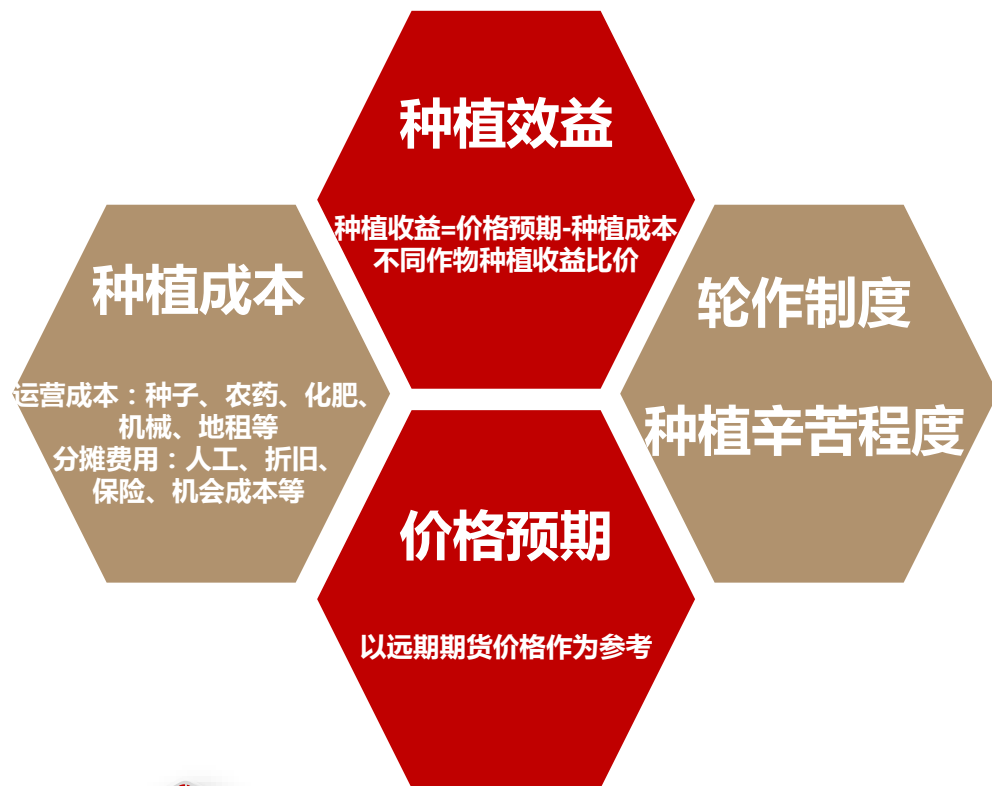 种植效益
种植收益=价格预期-种植成本
不同作物种植收益比价
种植成本
运营成本：种子、农药、化肥、
机械、地租等
分摊费用：人工、折旧、
保险、机会成本等
轮作制度
种植辛苦程度
价格预期
以远期期货价格作为参考